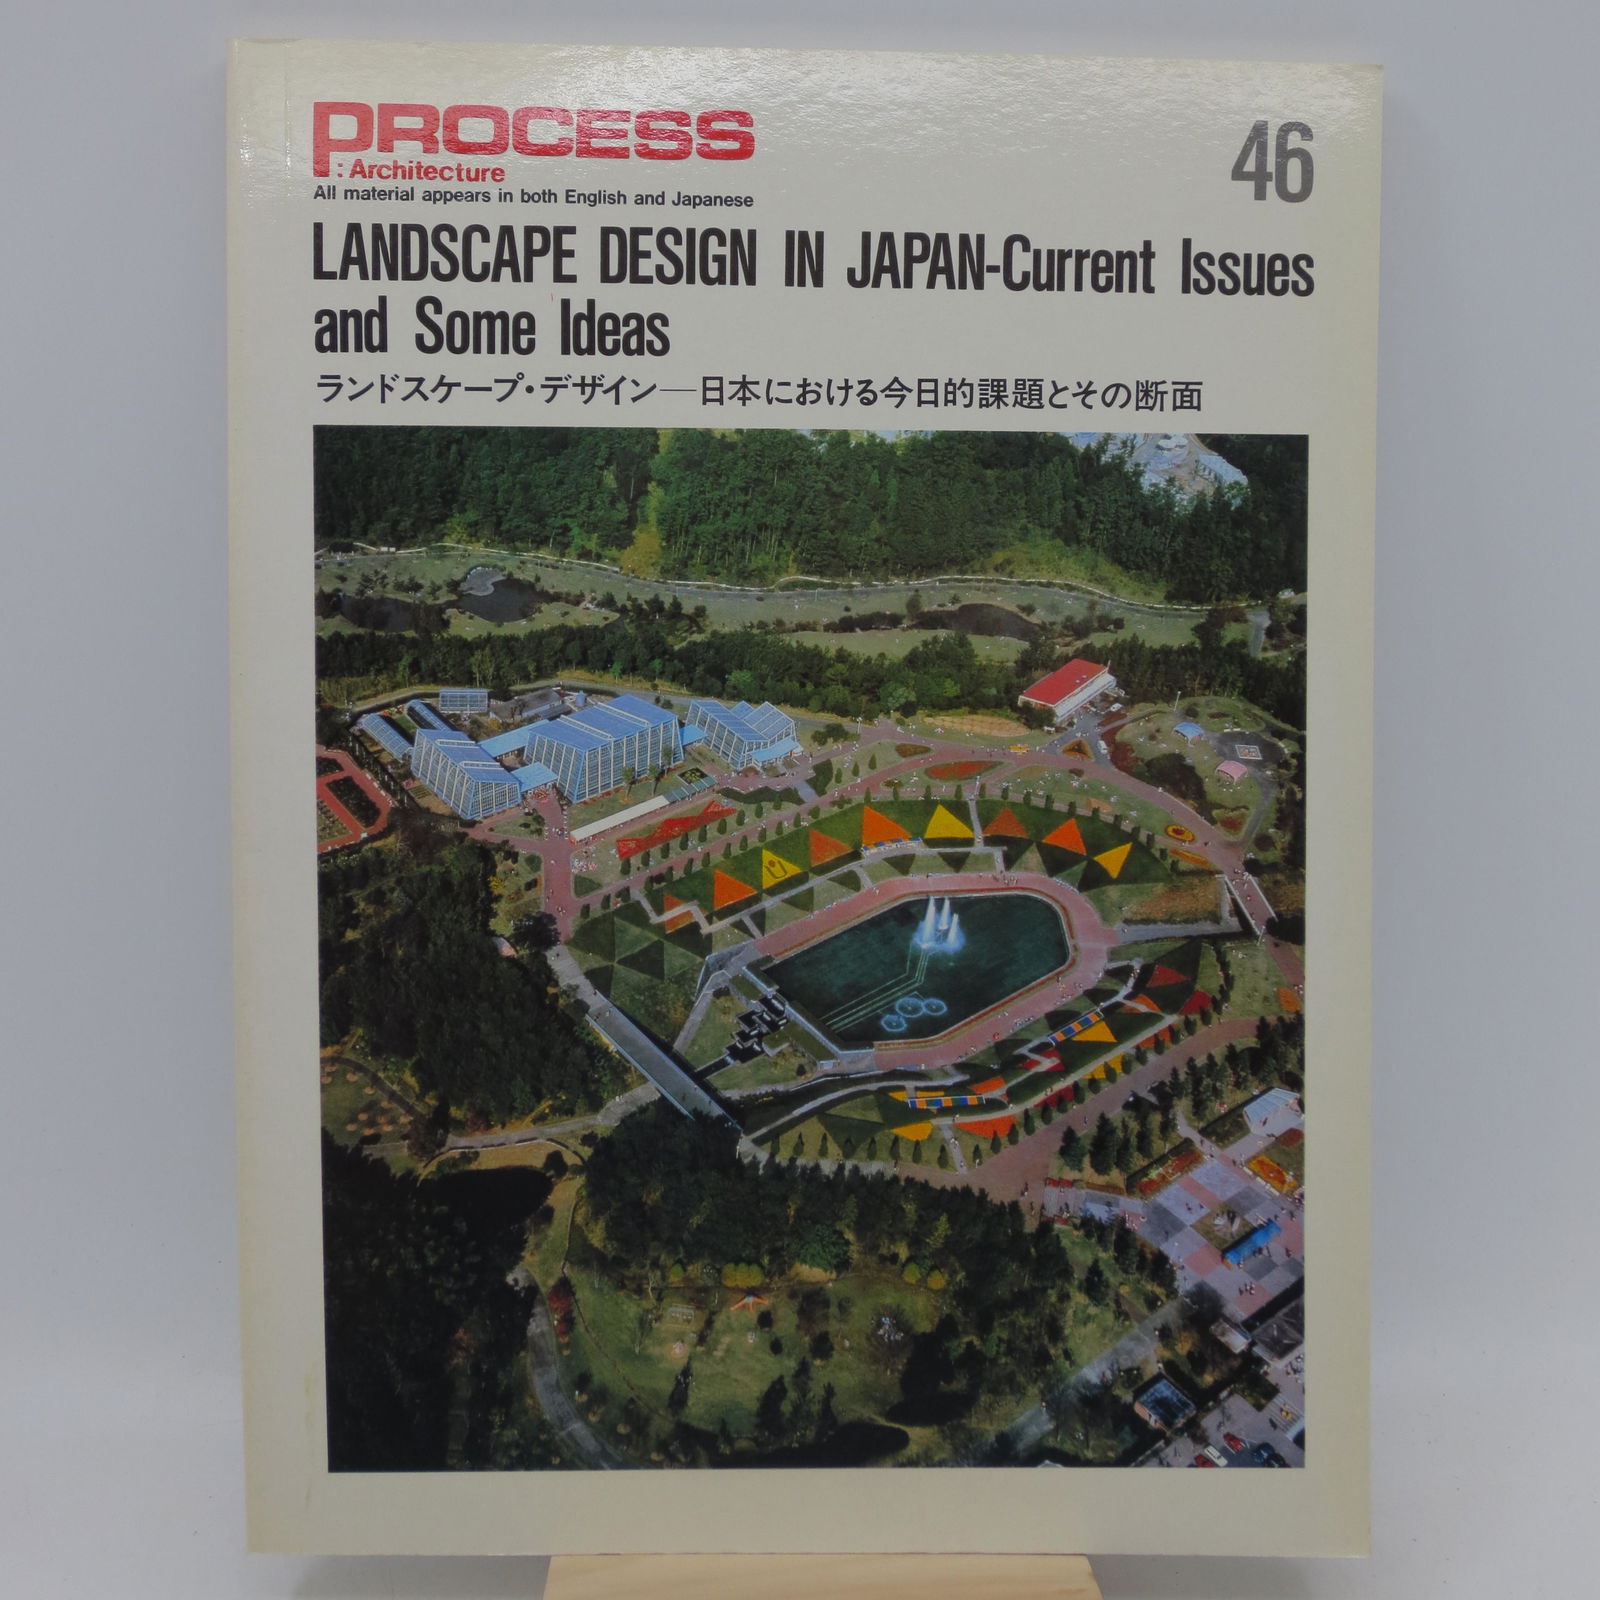 PROCESS
: Architecture
All material appears in both English and Japanese
46
LANDSCAPE DESIGN IN JAPAN-Current Issues
and Some Ideas
ランドスケープ・デザイン──日本における今日的課題とその断面